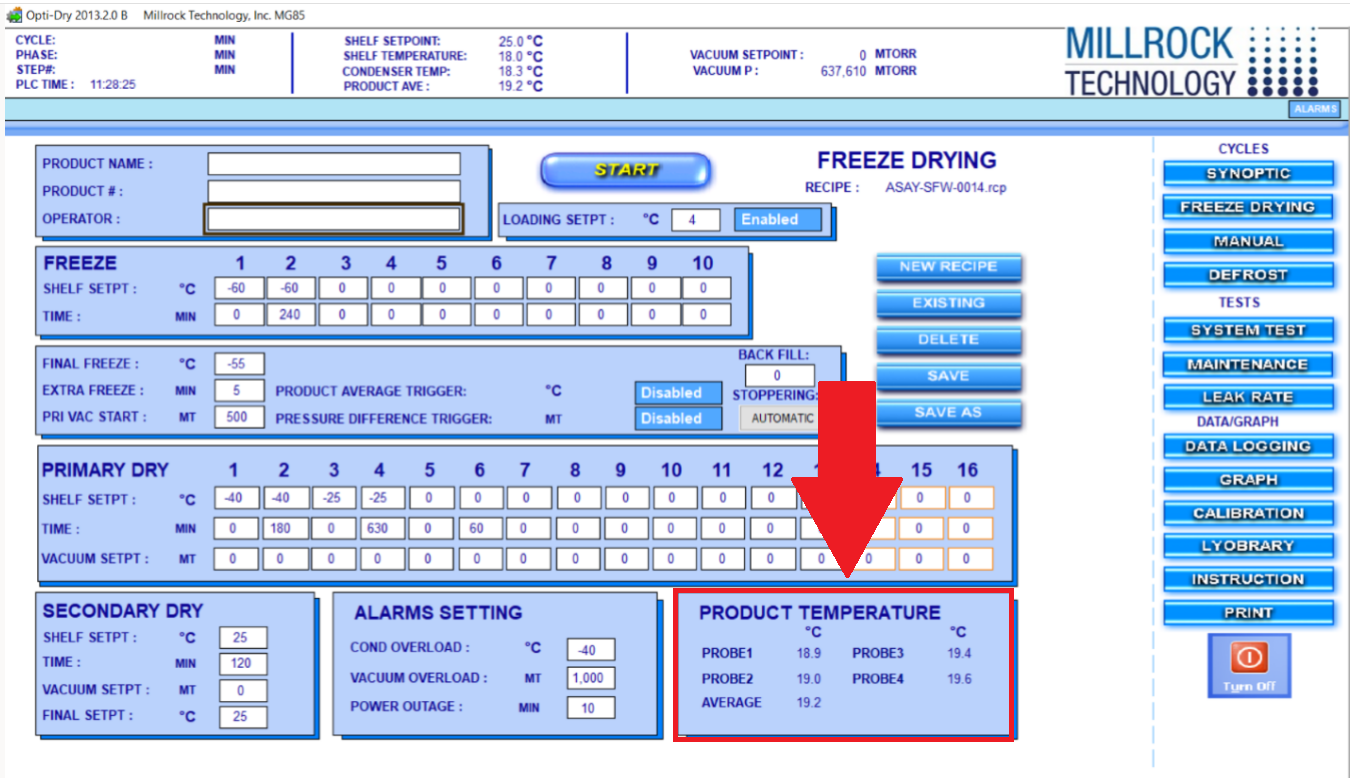 Opti-Dry 2013.2.0 B Millrock Technology, Inc. MG85
CYCLE: MIN SHELF SETPOINT: 25.0 °C
PHASE: MIN SHELF TEMPERATURE: 18.0 °C VACUUM SETPOINT : 0 MTORR
STEP#: MIN CONDENSER TEMP: 18.3 °C VACUUM P : 637,610 MTORR
PLC TIME : 11:28:25 PRODUCT AVE : 19.2 °C
MILLROCK
TECHNOLOGY
ALARMS
PRODUCT NAME :
PRODUCT # :
OPERATOR :
START
FREEZE DRYING
RECIPE : ASAY-SFW-0014.rcp
LOADING SETPT : °C 4 Enabled
FREEZE 1 2 3 4 5 6 7 8 9 10
SHELF SETPT : °C -60 -60 0 0 0 0 0 0 0 0
TIME : MIN 0 240 0 0 0 0 0 0 0 0
NEW RECIPE
EXISTING
DELETE
SAVE
SAVE AS
FINAL FREEZE : °C -55
EXTRA FREEZE : MIN 5 PRODUCT AVERAGE TRIGGER: °C Disabled
PRI VAC START : MT 500 PRESSURE DIFFERENCE TRIGGER: MT Disabled
BACK FILL:
0
STOPPERING:
AUTOMATIC
PRIMARY DRY 1 2 3 4 5 6 7 8 9 10 11 12 15 16
SHELF SETPT : °C -40 -40 -25 -25 0 0 0 0 0 0 0 0 0 0
TIME : MIN 0 180 0 630 0 60 0 0 0 0 0 0 0 0
VACUUM SETPT : MT 0 0 0 0 0 0 0 0 0 0 0 0 0 0 0 0
SECONDARY DRY
SHELF SETPT : °C 25
TIME : MIN 120
VACUUM SETPT : MT 0
FINAL SETPT : °C 25
ALARMS SETTING
COND OVERLOAD : °C -40
VACUUM OVERLOAD : MT 1,000
POWER OUTAGE : MIN 10
PRODUCT TEMPERATURE
°C °C
PROBE1 18.9 PROBE3 19.4
PROBE2 19.0 PROBE4 19.6
AVERAGE 19.2
CYCLES
SYNOPTIC
FREEZE DRYING
MANUAL
DEFROST
TESTS
SYSTEM TEST
MAINTENANCE
LEAK RATE
DATA/GRAPH
DATA LOGGING
GRAPH
CALIBRATION
LYOBRARY
INSTRUCTION
PRINT
Turn Off